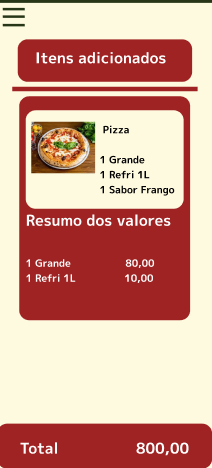 Itens adicionados
Pizza
1 Grande
1 Refri 1L
1 Sabor Frango
Resumo dos valores
1 Grande 80,00
1 Refri 1L 10,00
Total 800,00